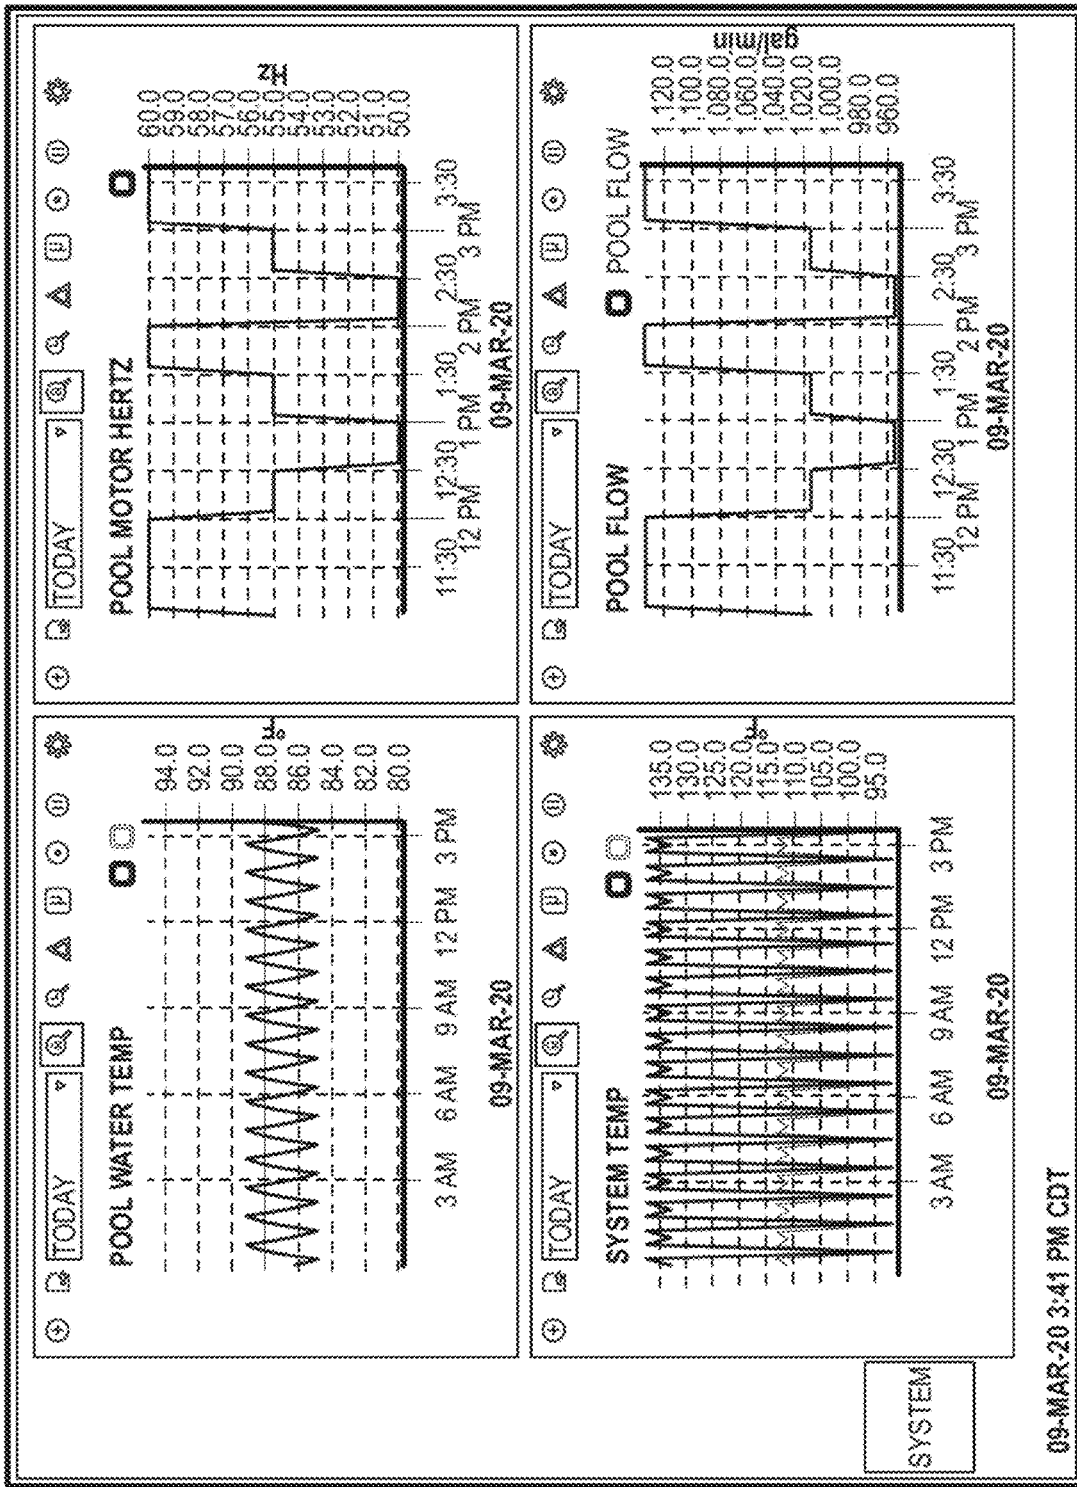 TODAY
POOL WATER TEMP
94.0
92.0
90.0
88.0
86.0
84.0
82.0
80.0
°F
3 AM 6 AM 9 AM 12 PM 3 PM
09-MAR-20
TODAY
POOL MOTOR HERTZ
60.0
59.0
58.0
57.0
56.0
55.0
54.0
53.0
52.0
51.0
50.0
Hz
11:30 12:30 1:30 2:30 3:30
12 PM 1 PM 2 PM 3 PM
09-MAR-20
TODAY
SYSTEM TEMP
135.0
130.0
125.0
120.0
115.0
110.0
105.0
100.0
95.0
°F
3 AM 6 AM 9 AM 12 PM 3 PM
09-MAR-20
TODAY
POOL FLOW
POOL FLOW
1,120.0
1,100.0
1,080.0
1,060.0
1,040.0
1,020.0
1,000.0
980.0
960.0
gal/min
11:30 12:30 1:30 2:30 3:30
12 PM 1 PM 2 PM 3 PM
09-MAR-20
SYSTEM
09-MAR-20 3:41 PM CDT